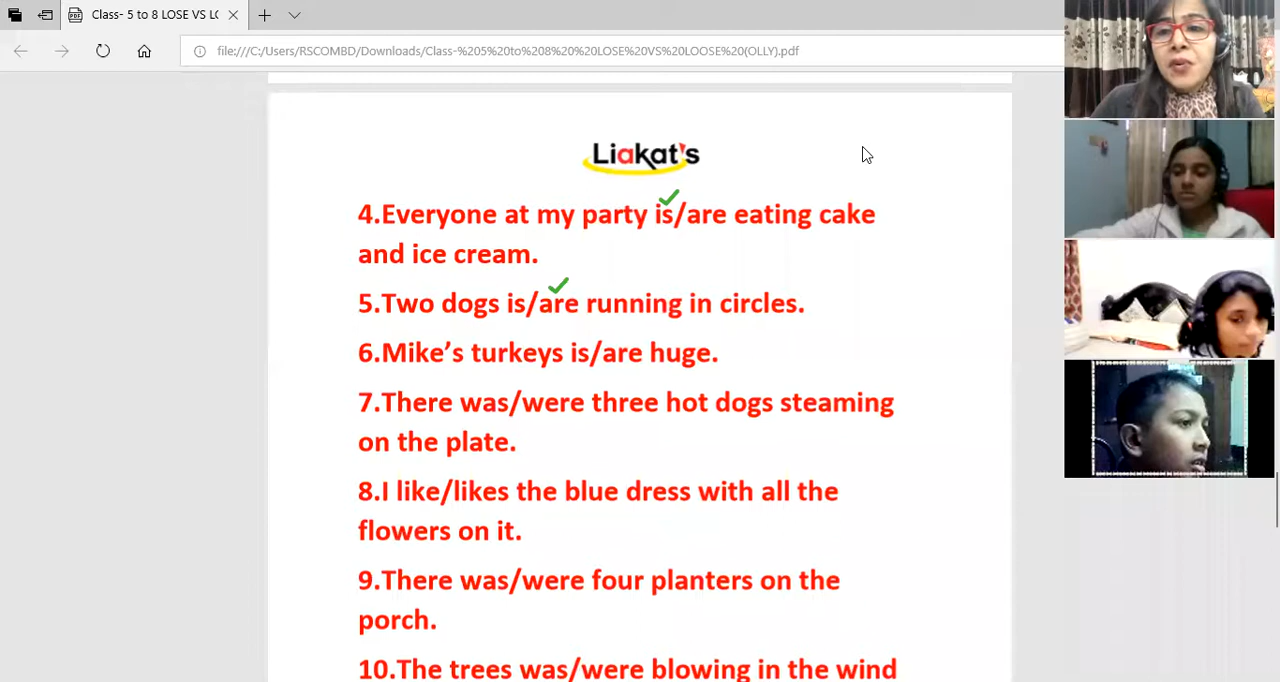 Class- 5 to 8 LOSE VS LO
file:///C:/Users/RSCOMBD/Downloads/Class-%205%20to%208%20%20LOSE%20VS%20LOOSE%20(OLLY).pdf
Liakat's
4.Everyone at my party is/are eating cake
and ice cream.
5.Two dogs is/are running in circles.
6.Mike’s turkeys is/are huge.
7.There was/were three hot dogs steaming
on the plate.
8.I like/likes the blue dress with all the
flowers on it.
9.There was/were four planters on the
porch.
10.The trees was/were blowing in the wind